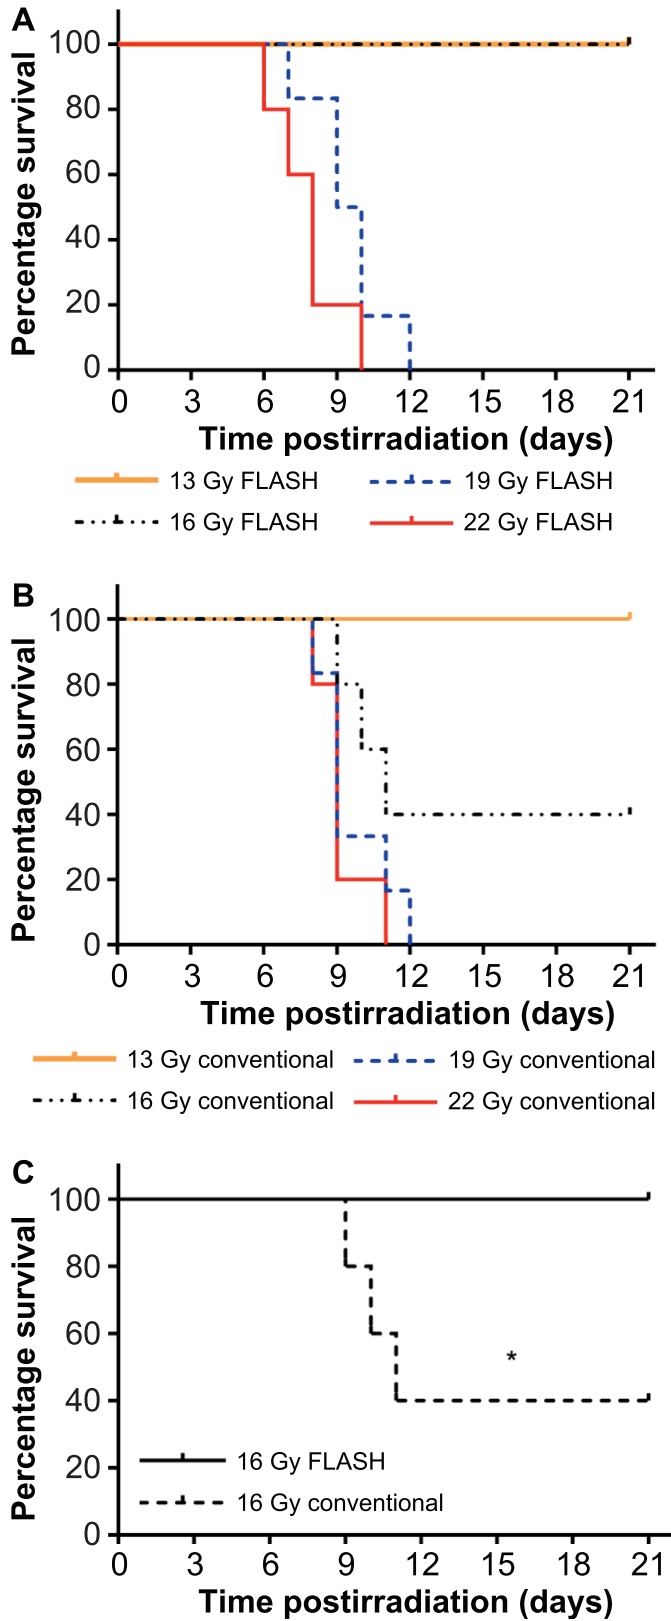 A
Percentage survival
100
80
60
40
20
0
0 3 6 9 12 15 18 21
Time postirradiation (days)
13 Gy FLASH 19 Gy FLASH
16 Gy FLASH 22 Gy FLASH
B
Percentage survival
100
80
60
40
20
0
0 3 6 9 12 15 18 21
Time postirradiation (days)
13 Gy conventional 19 Gy conventional
16 Gy conventional 22 Gy conventional
C
Percentage survival
100
80
60
40
20
0
*
16 Gy FLASH
16 Gy conventional
0 3 6 9 12 15 18 21
Time postirradiation (days)